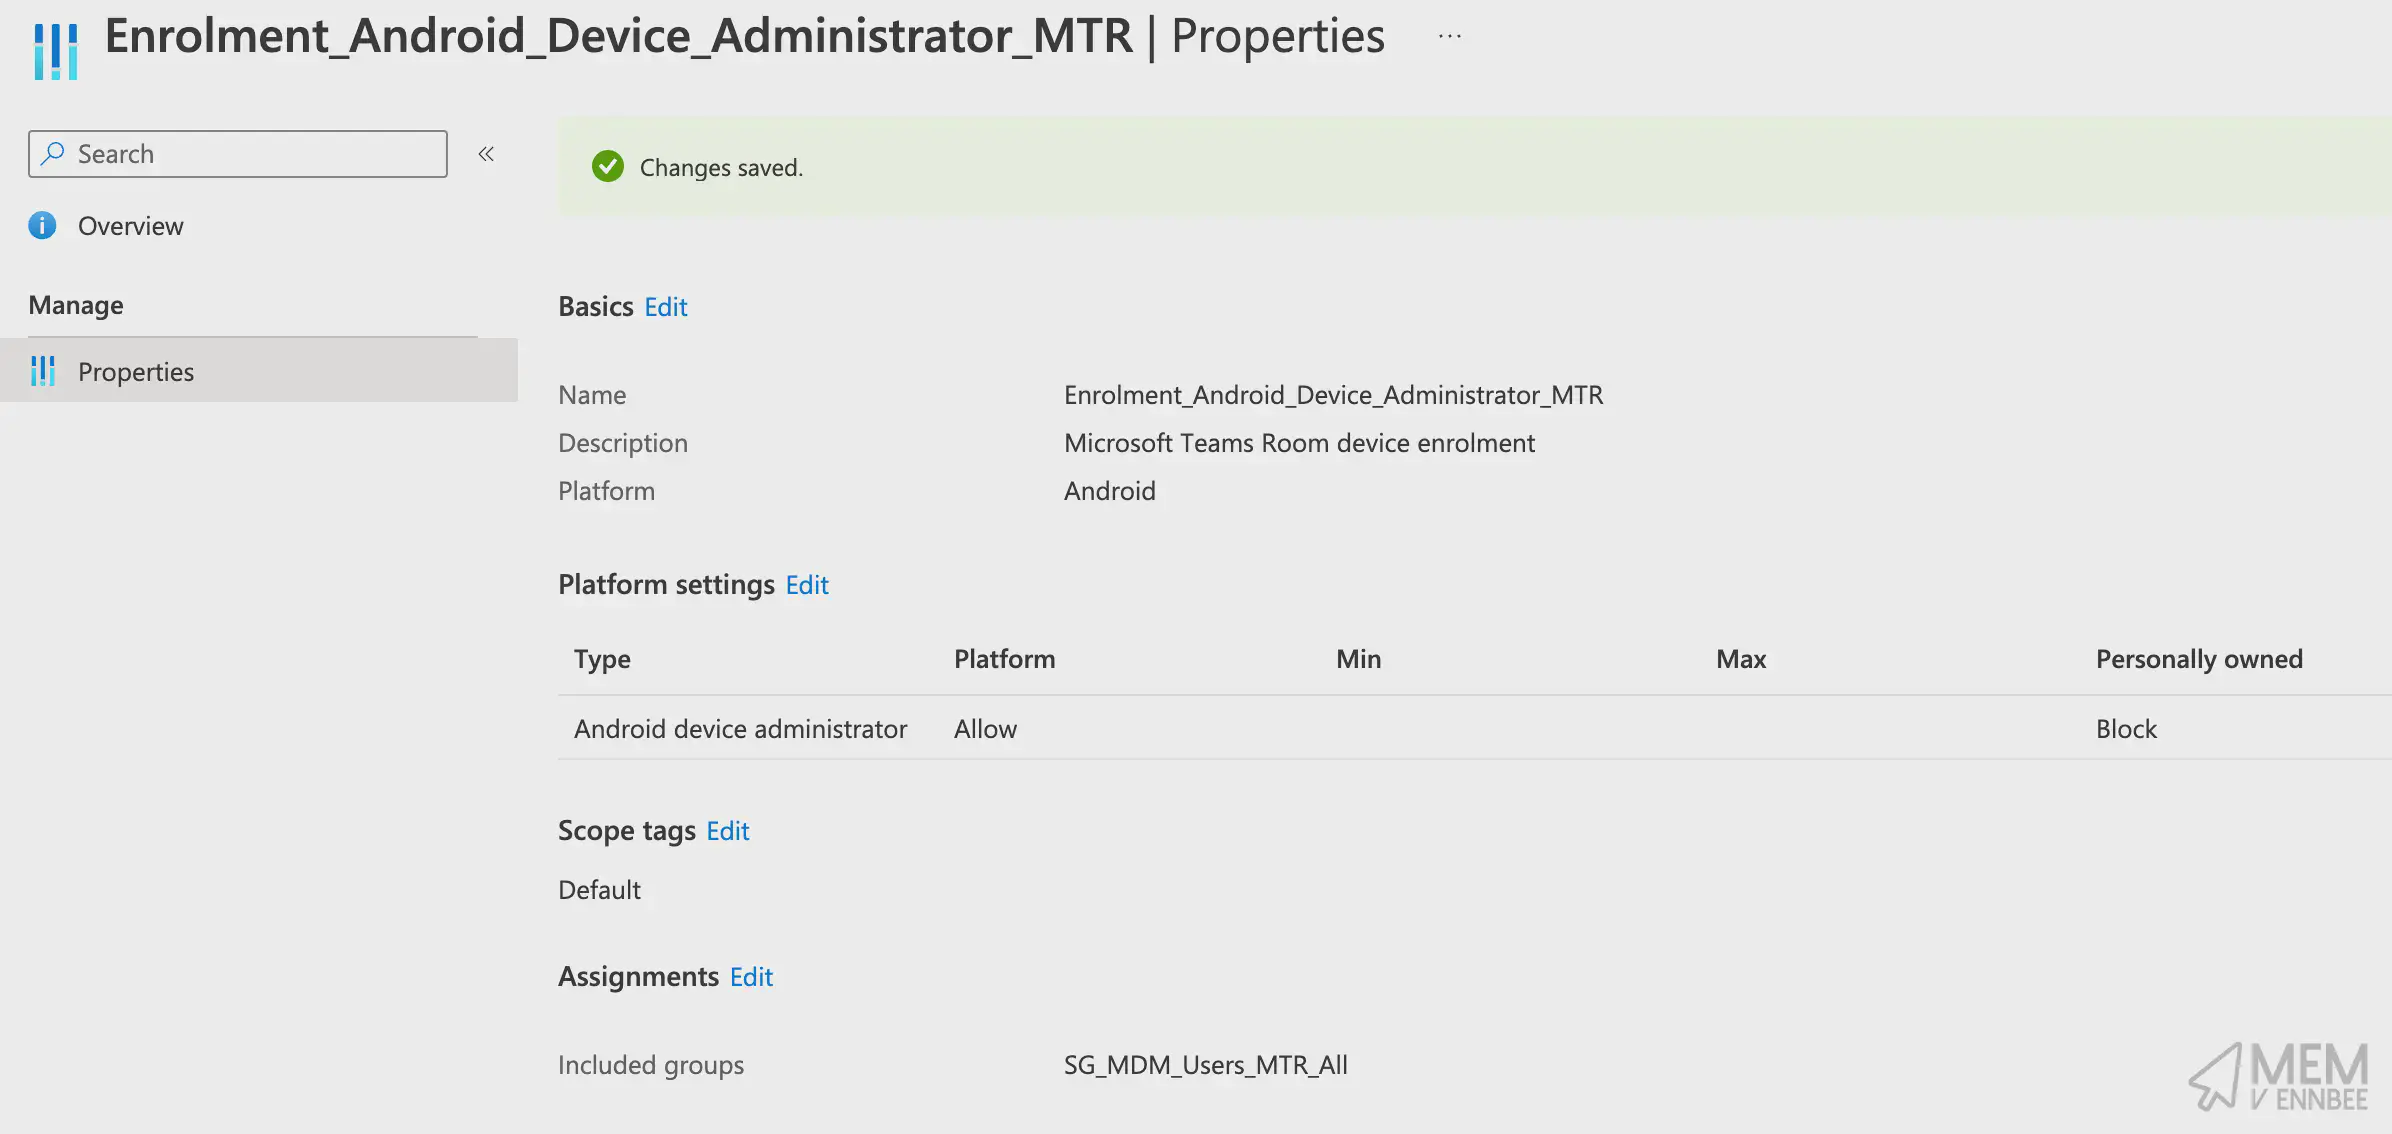 Enrolment_Android_Device_Administrator_MTR | Properties ...
Search
«
Overview
Manage
Properties
Changes saved.
Basics Edit
Name Enrolment_Android_Device_Administrator_MTR
Description Microsoft Teams Room device enrolment
Platform Android
Platform settings Edit
Type Platform Min Max Personally owned
Android device administrator Allow Block
Scope tags Edit
Default
Assignments Edit
Included groups SG_MDM_Users_MTR_All
MEM
V ENNBEE